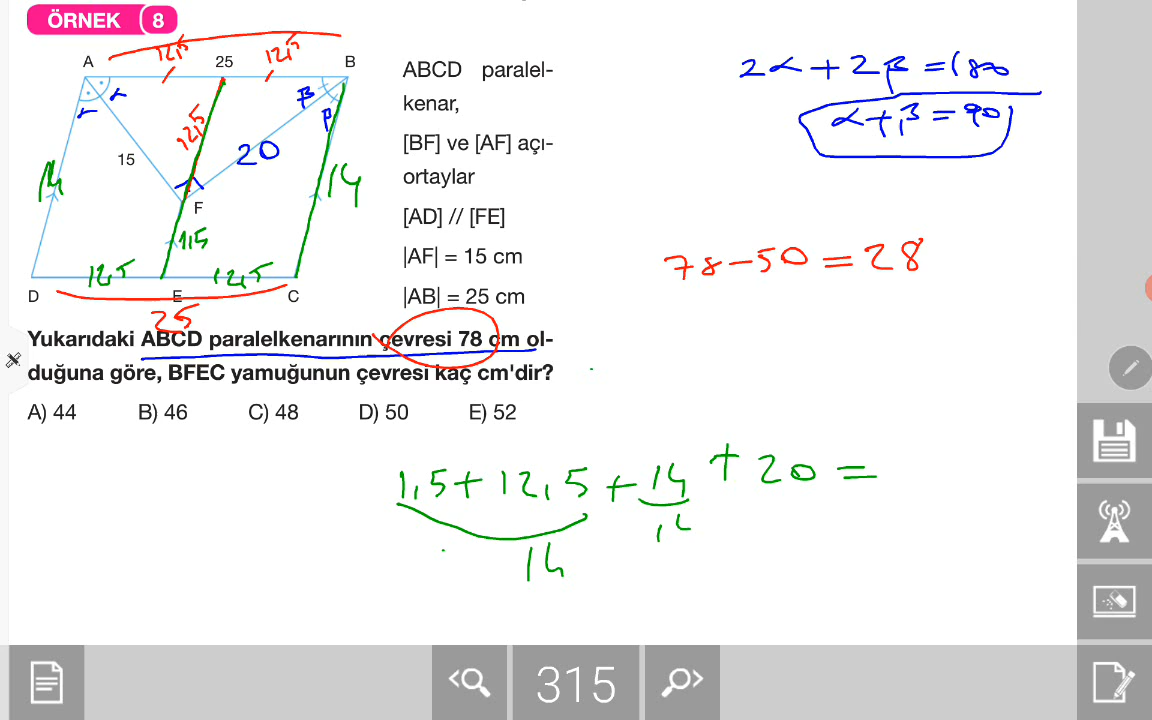 ÖRNEK 8
12,5 12,5
A 25 B
α α β β
12,5
15 20
14 14
F
1,5
12,5 12,5
D E C
25
ABCD paralel-
kenar,
[BF] ve [AF] açı-
ortaylar
[AD] // [FE]
|AF| = 15 cm
|AB| = 25 cm
2α + 2β = 180
α + β = 90
78 - 50 = 28
Yukarıdaki ABCD paralelkenarının çevresi 78 cm ol-
duğuna göre, BFEC yamuğunun çevresi kaç cm'dir?
A) 44 B) 46 C) 48 D) 50 E) 52
1,5 + 12,5 + 14 + 20 =
14 14
315